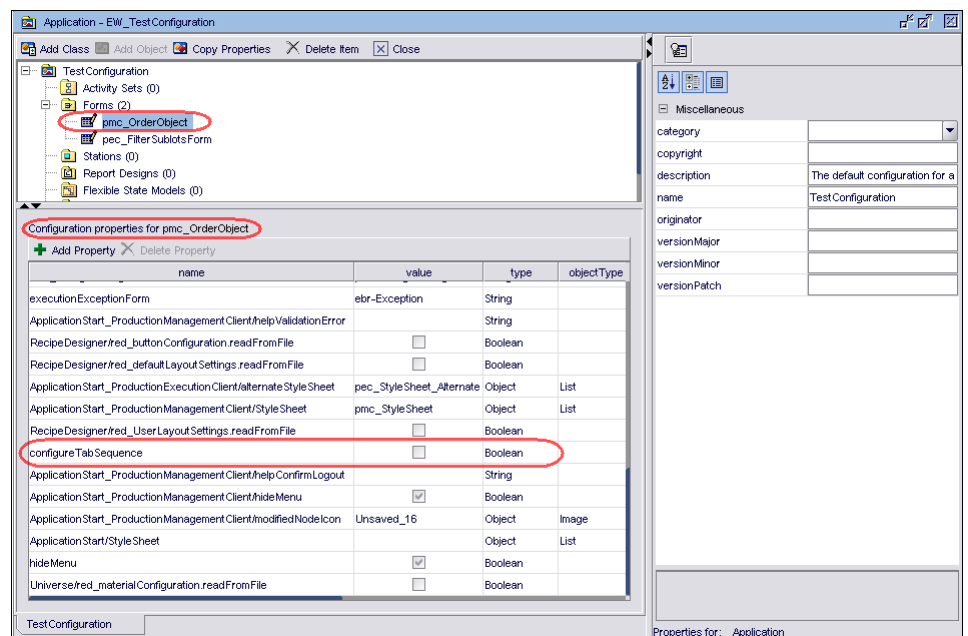 Application - EW_TestConfiguration
Add Class Add Object Copy Properties Delete Item Close
TestConfiguration
Activity Sets (0)
Forms (2)
pmc_OrderObject
pec_FilterSublotsForm
Stations (0)
Report Designs (0)
Flexible State Models (0)
Configuration properties for pmc_OrderObject
Add Property Delete Property
name value type objectType
executionExceptionForm ebr-Exception String
ApplicationStart_ProductionManagementClient/helpValidationError String
RecipeDesigner/red_buttonConfiguration.readFromFile Boolean
RecipeDesigner/red_defaultLayoutSettings.readFromFile Boolean
ApplicationStart_ProductionExecutionClient/alternateStyleSheet pec_StyleSheet_Alternate Object List
ApplicationStart_ProductionManagementClient/StyleSheet pmc_StyleSheet Object List
RecipeDesigner/red_UserLayoutSettings.readFromFile Boolean
configureTabSequence Boolean
ApplicationStart_ProductionManagementClient/helpConfirmLogout String
ApplicationStart_ProductionManagementClient/hideMenu Boolean
ApplicationStart_ProductionManagementClient/modifiedNodeIcon Unsaved_16 Object Image
ApplicationStart/StyleSheet Object List
hideMenu Boolean
Universe/red_materialConfiguration.readFromFile Boolean
TestConfiguration
Miscellaneous
category
copyright
description The default configuration for a
name TestConfiguration
originator
versionMajor
versionMinor
versionPatch
Properties for: Application